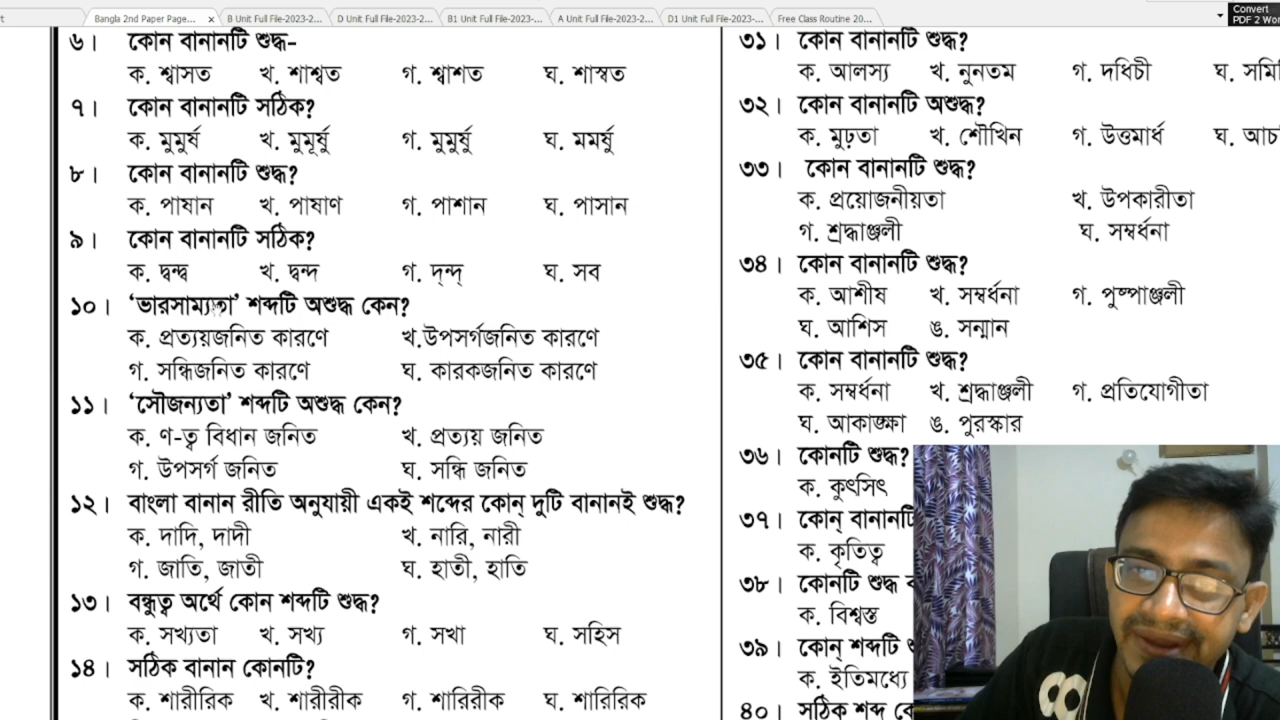 Bangla 2nd Paper Page... x B Unit Full File-2023-2... D Unit Full File-2023-2... B1 Unit Full File-2023-... A Unit Full File-2023-2... D1 Unit Full File-2023-... Free Class Routine 20...
Convert
PDF 2 Wor
৬। কোন বানানটি শুদ্ধ-
ক. শ্বাসত খ. শাশ্বত গ. শ্বাশত ঘ. শাস্বত
৭। কোন বানানটি সঠিক?
ক. মুমুর্ষ খ. মুমূর্ষু গ. মুমুর্ষু ঘ. মমর্ষু
৮। কোন বানানটি শুদ্ধ?
ক. পাষান খ. পাষাণ গ. পাশান ঘ. পাসান
৯। কোন বানানটি সঠিক?
ক. দ্বন্দ্ব খ. দ্বন্দ গ. দ্‌ন্দ্ ঘ. সব
১০। ‘ভারসাম্যতা’ শব্দটি অশুদ্ধ কেন?
ক. প্রত্যয়জনিত কারণে খ.উপসর্গজনিত কারণে
গ. সন্ধিজনিত কারণে ঘ. কারকজনিত কারণে
১১। ‘সৌজন্যতা’ শব্দটি অশুদ্ধ কেন?
ক. ণ-ত্ব বিধান জনিত খ. প্রত্যয় জনিত
গ. উপসর্গ জনিত ঘ. সন্ধি জনিত
১২। বাংলা বানান রীতি অনুযায়ী একই শব্দের কোন্ দুটি বানানই শুদ্ধ?
ক. দাদি, দাদী খ. নারি, নারী
গ. জাতি, জাতী ঘ. হাতী, হাতি
১৩। বন্ধুত্ব অর্থে কোন শব্দটি শুদ্ধ?
ক. সখ্যতা খ. সখ্য গ. সখা ঘ. সহিস
১৪। সঠিক বানান কোনটি?
ক. শারীরিক খ. শারীরীক গ. শারিরীক ঘ. শারিরিক
৩১। কোন বানানটি শুদ্ধ?
ক. আলস্য খ. নুনতম গ. দধিচী ঘ. সমি
৩২। কোন বানানটি অশুদ্ধ?
ক. মুঢ়তা খ. শৌখিন গ. উত্তমার্ধ ঘ. আচ
৩৩। কোন বানানটি শুদ্ধ?
ক. প্রয়োজনীয়তা খ. উপকারীতা
গ. শ্রদ্ধাঞ্জলী ঘ. সম্বর্ধনা
৩৪। কোন বানানটি শুদ্ধ?
ক. আশীষ খ. সম্বর্ধনা গ. পুষ্পাঞ্জলী
ঘ. আশিস ঙ. সন্মান
৩৫। কোন বানানটি শুদ্ধ?
ক. সম্বর্ধনা খ. শ্রদ্ধাঞ্জলী গ. প্রতিযোগীতা
ঘ. আকাঙ্ক্ষা ঙ. পুরস্কার
৩৬। কোনটি শুদ্ধ?
ক. কুৎসিৎ
৩৭। কোন্ বানানটি
ক. কৃতিত্ব
৩৮। কোনটি শুদ্ধ
ক. বিশ্বস্ত
৩৯। কোন্ শব্দটি
ক. ইতিমধ্যে
৪০। সঠিক শব্দ